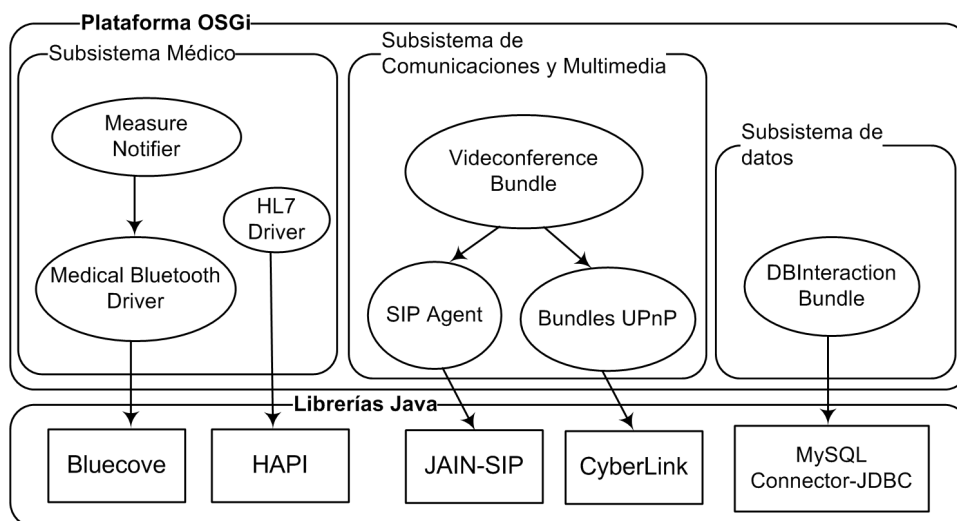 Plataforma OSGi
Subsistema Médico
Measure
Notifier
HL7
Driver
Medical Bluetooth
Driver
Subsistema de
Comunicaciones y Multimedia
Videconference
Bundle
SIP Agent
Bundles UPnP
Subsistema de
datos
DBInteraction
Bundle
Librerías Java
Bluecove
HAPI
JAIN-SIP
CyberLink
MySQL
Connector-JDBC